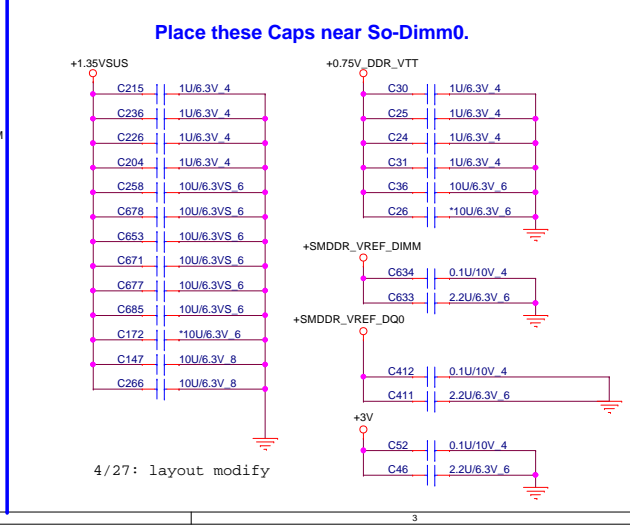 Place these Caps near So-Dimm0.
+1.35VSUS
C215 1U/6.3V_4
C236 1U/6.3V_4
C226 1U/6.3V_4
C204 1U/6.3V_4
C258 10U/6.3VS_6
C678 10U/6.3VS_6
C653 10U/6.3VS_6
C671 10U/6.3VS_6
C677 10U/6.3VS_6
C685 10U/6.3VS_6
C172 *10U/6.3V_6
C147 10U/6.3V_8
C266 10U/6.3V_8
4/27: layout modify
+0.75V_DDR_VTT
C30 1U/6.3V_4
C25 1U/6.3V_4
C24 1U/6.3V_4
C31 1U/6.3V_4
C36 10U/6.3V_6
C26 *10U/6.3V_6
+SMDDR_VREF_DIMM
C634 0.1U/10V_4
C633 2.2U/6.3V_6
+SMDDR_VREF_DQ0
C412 0.1U/10V_4
C411 2.2U/6.3V_6
+3V
C52 0.1U/10V_4
C46 2.2U/6.3V_6
3